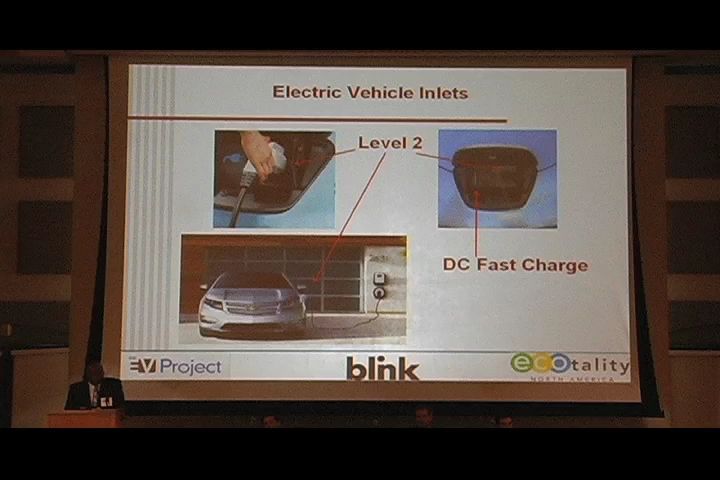 Electric Vehicle Inlets
Level 2
DC Fast Charge
EV Project
blink
ecotality
NORTH AMERICA